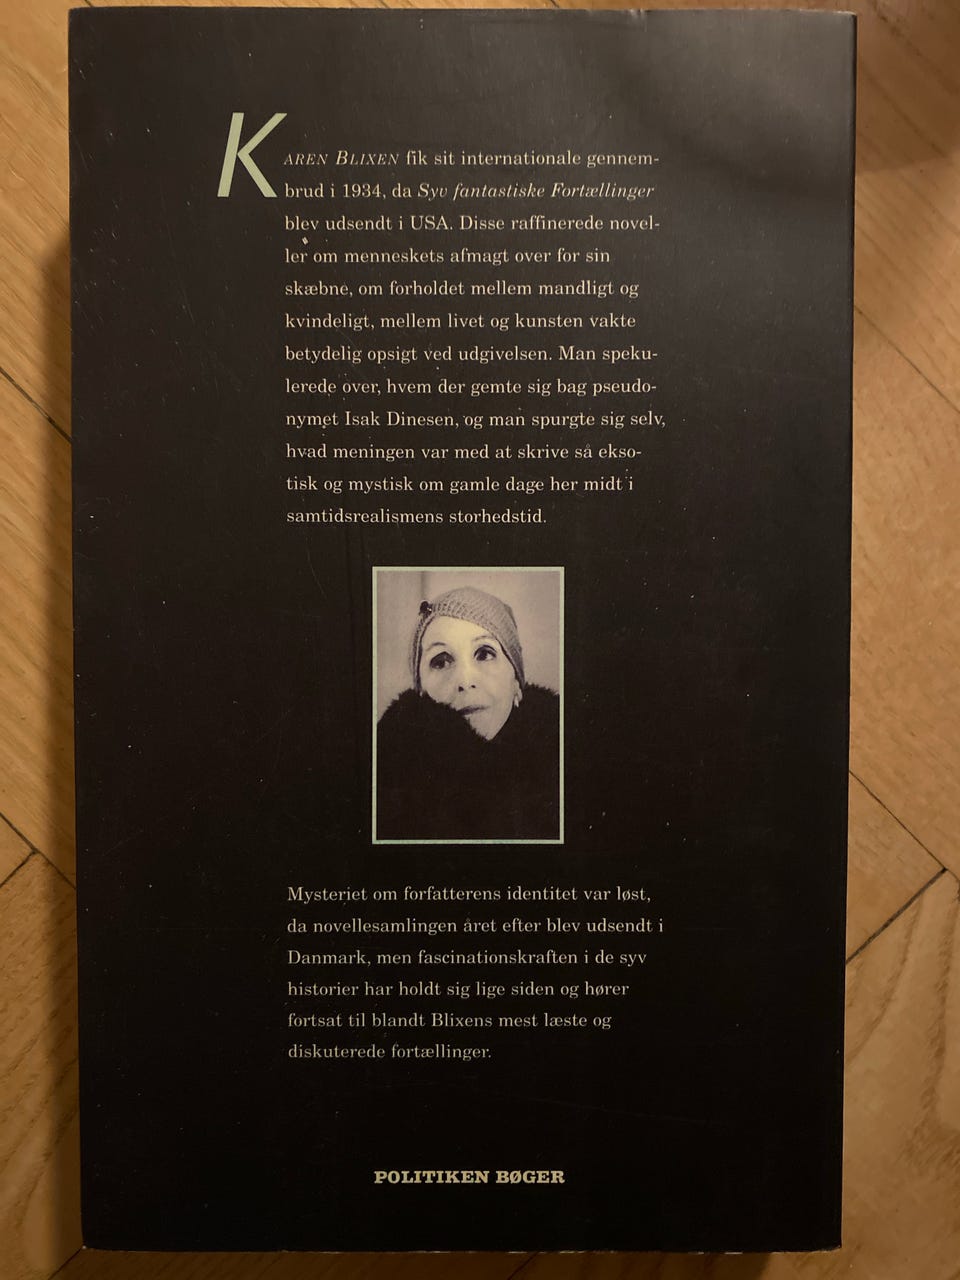 KAREN BLIXEN fik sit internationale gennem-
brud i 1934, da Syv fantastiske Fortællinger
blev udsendt i USA. Disse raffinerede novel-
ler om menneskets afmagt over for sin
skæbne, om forholdet mellem mandligt og
kvindeligt, mellem livet og kunsten vakte
betydelig opsigt ved udgivelsen. Man speku-
lerede over, hvem der gemte sig bag pseudo-
nymet Isak Dinesen, og man spurgte sig selv,
hvad meningen var med at skrive så ekso-
tisk og mystisk om gamle dage her midt i
samtidsrealismens storhedstid.
Mysteriet om forfatterens identitet var løst,
da novellesamlingen året efter blev udsendt i
Danmark, men fascinationskraften i de syv
historier har holdt sig lige siden og hører
fortsat til blandt Blixens mest læste og
diskuterede fortællinger.
POLITIKEN BØGER